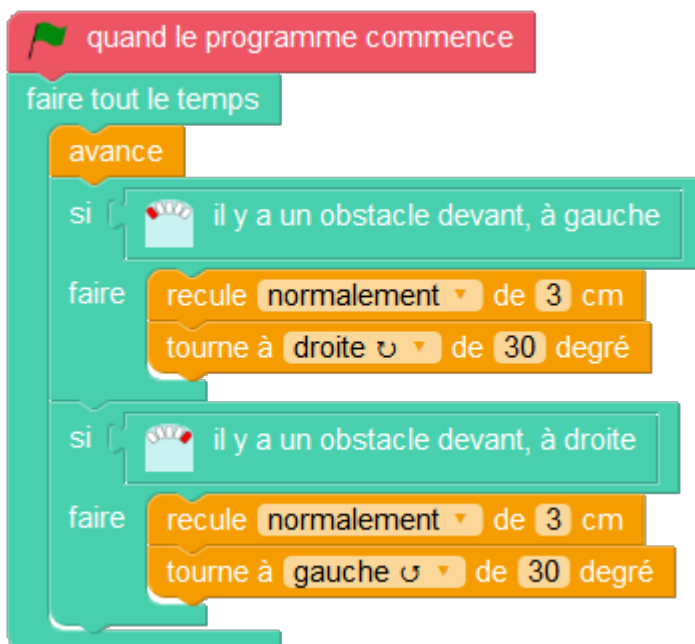 quand le programme commence
faire tout le temps
avance
si il y a un obstacle devant, à gauche
faire recule normalement de 3 cm
tourne à droite ↻ de 30 degré
si il y a un obstacle devant, à droite
faire recule normalement de 3 cm
tourne à gauche ↺ de 30 degré